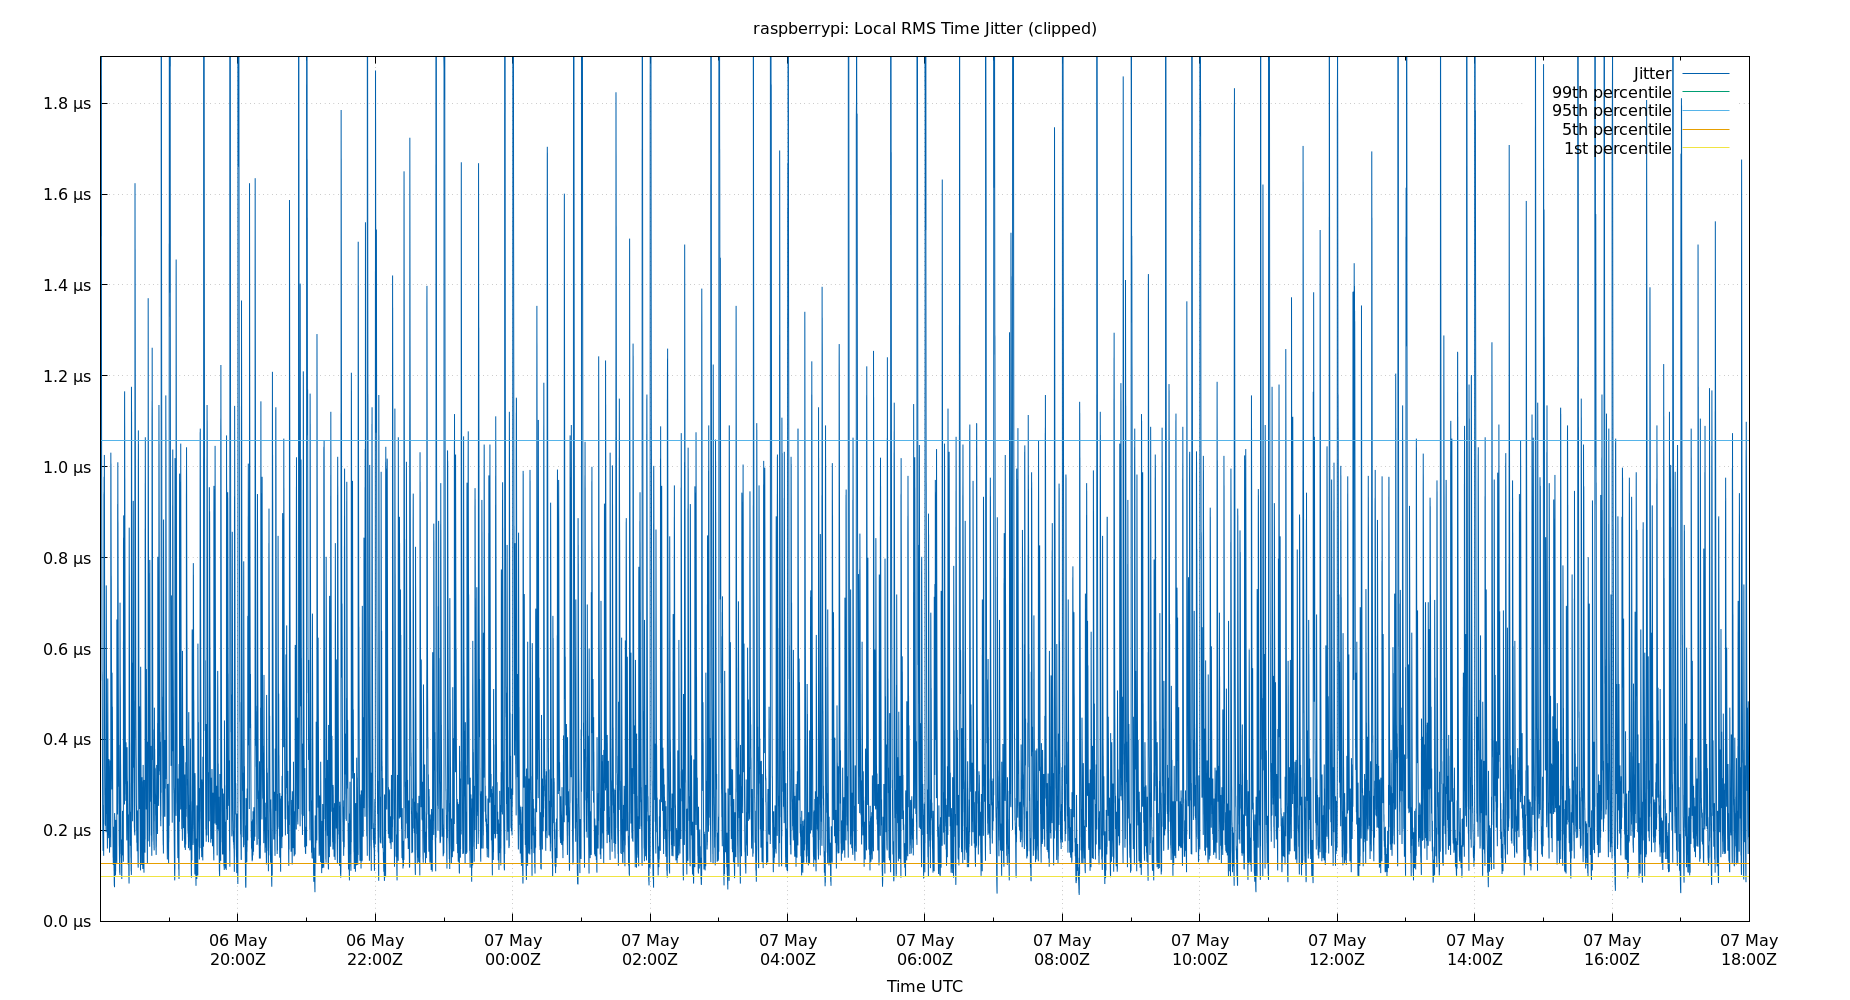 raspberrypi: Local RMS Time Jitter (clipped)
Jitter
99th percentile
95th percentile
5th percentile
1st percentile
1.8 µs
1.6 µs
1.4 µs
1.2 µs
1.0 µs
0.8 µs
0.6 µs
0.4 µs
0.2 µs
0.0 µs
06 May 06 May 07 May 07 May 07 May 07 May 07 May 07 May 07 May 07 May 07 May 07 May
20:00Z 22:00Z 00:00Z 02:00Z 04:00Z 06:00Z 08:00Z 10:00Z 12:00Z 14:00Z 16:00Z 18:00Z
Time UTC